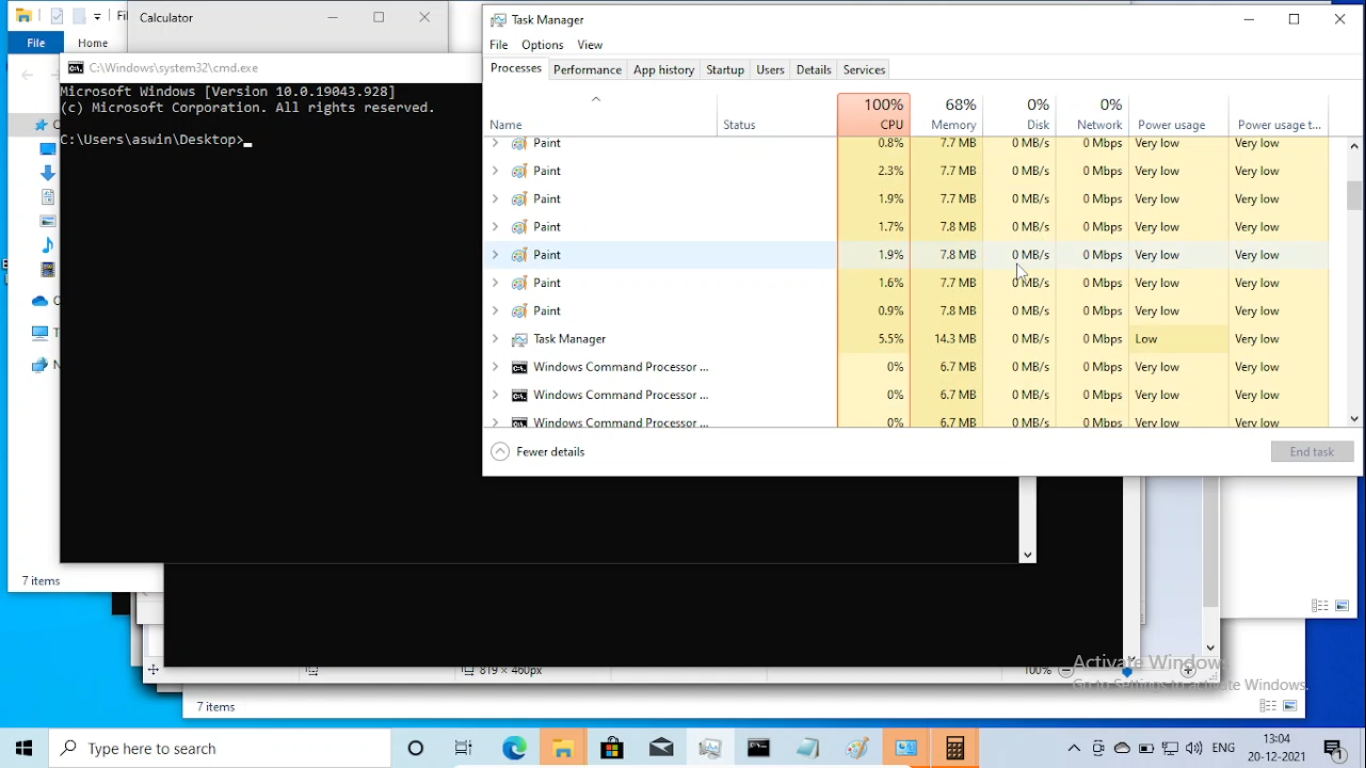 Calculator
File
Home
C:\Windows\system32\cmd.exe
Microsoft Windows [Version 10.0.19043.928]
(c) Microsoft Corporation. All rights reserved.
C:\Users\aswin\Desktop>
7 items
Task Manager
File Options View
Processes Performance App history Startup Users Details Services
100% 68% 0% 0%
Name Status CPU Memory Disk Network Power usage Power usage t...
Paint 0.8% 7.7 MB 0 MB/s 0 Mbps Very low Very low
Paint 2.3% 7.7 MB 0 MB/s 0 Mbps Very low Very low
Paint 1.9% 7.7 MB 0 MB/s 0 Mbps Very low Very low
Paint 1.7% 7.8 MB 0 MB/s 0 Mbps Very low Very low
Paint 1.9% 7.8 MB 0 MB/s 0 Mbps Very low Very low
Paint 1.6% 7.7 MB 0 MB/s 0 Mbps Very low Very low
Paint 0.9% 7.8 MB 0 MB/s 0 Mbps Very low Very low
Task Manager 5.5% 14.3 MB 0 MB/s 0 Mbps Low Very low
Windows Command Processor ... 0% 6.7 MB 0 MB/s 0 Mbps Very low Very low
Windows Command Processor ... 0% 6.7 MB 0 MB/s 0 Mbps Very low Very low
Windows Command Processor ... 0% 6.7 MB 0 MB/s 0 Mbps Very low Very low
Fewer details End task
819 × 460px 100%
Activate Windows
Go to Settings to activate Windows.
7 items
Type here to search
ENG
13:04
20-12-2021
1